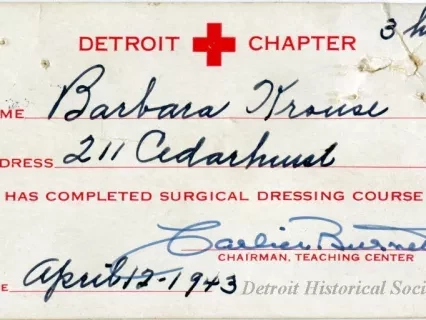 3 h
DETROIT CHAPTER
ME Barbara Krouse
DDRESS 211 Cedarhurst
HAS COMPLETED SURGICAL DRESSING COURSE
CHAIRMAN, TEACHING CENTER
E April 12-1943
Detroit Historical Soci